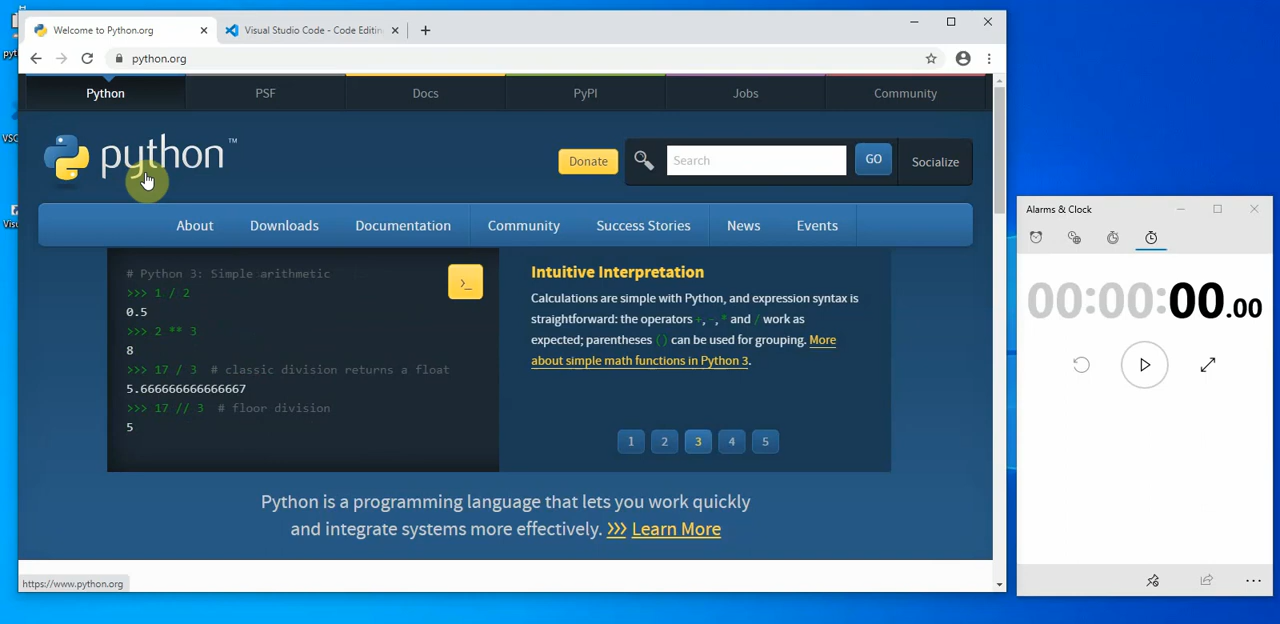 Welcome to Python.org
Visual Studio Code - Code Editin
python.org
Python
PSF
Docs
PyPI
Jobs
Community
python™
Donate
Search
GO
Socialize
About
Downloads
Documentation
Community
Success Stories
News
Events
# Python 3: Simple arithmetic
>>> 1 / 2
0.5
>>> 2 ** 3
8
>>> 17 / 3  # classic division returns a float
5.666666666666667
>>> 17 // 3  # floor division
5
>_
Intuitive Interpretation
Calculations are simple with Python, and expression syntax is
straightforward: the operators +, -, * and / work as
expected; parentheses () can be used for grouping. More
about simple math functions in Python 3.
1 2 3 4 5
Python is a programming language that lets you work quickly
and integrate systems more effectively. >>> Learn More
https://www.python.org
Alarms & Clock
00:00:00.00